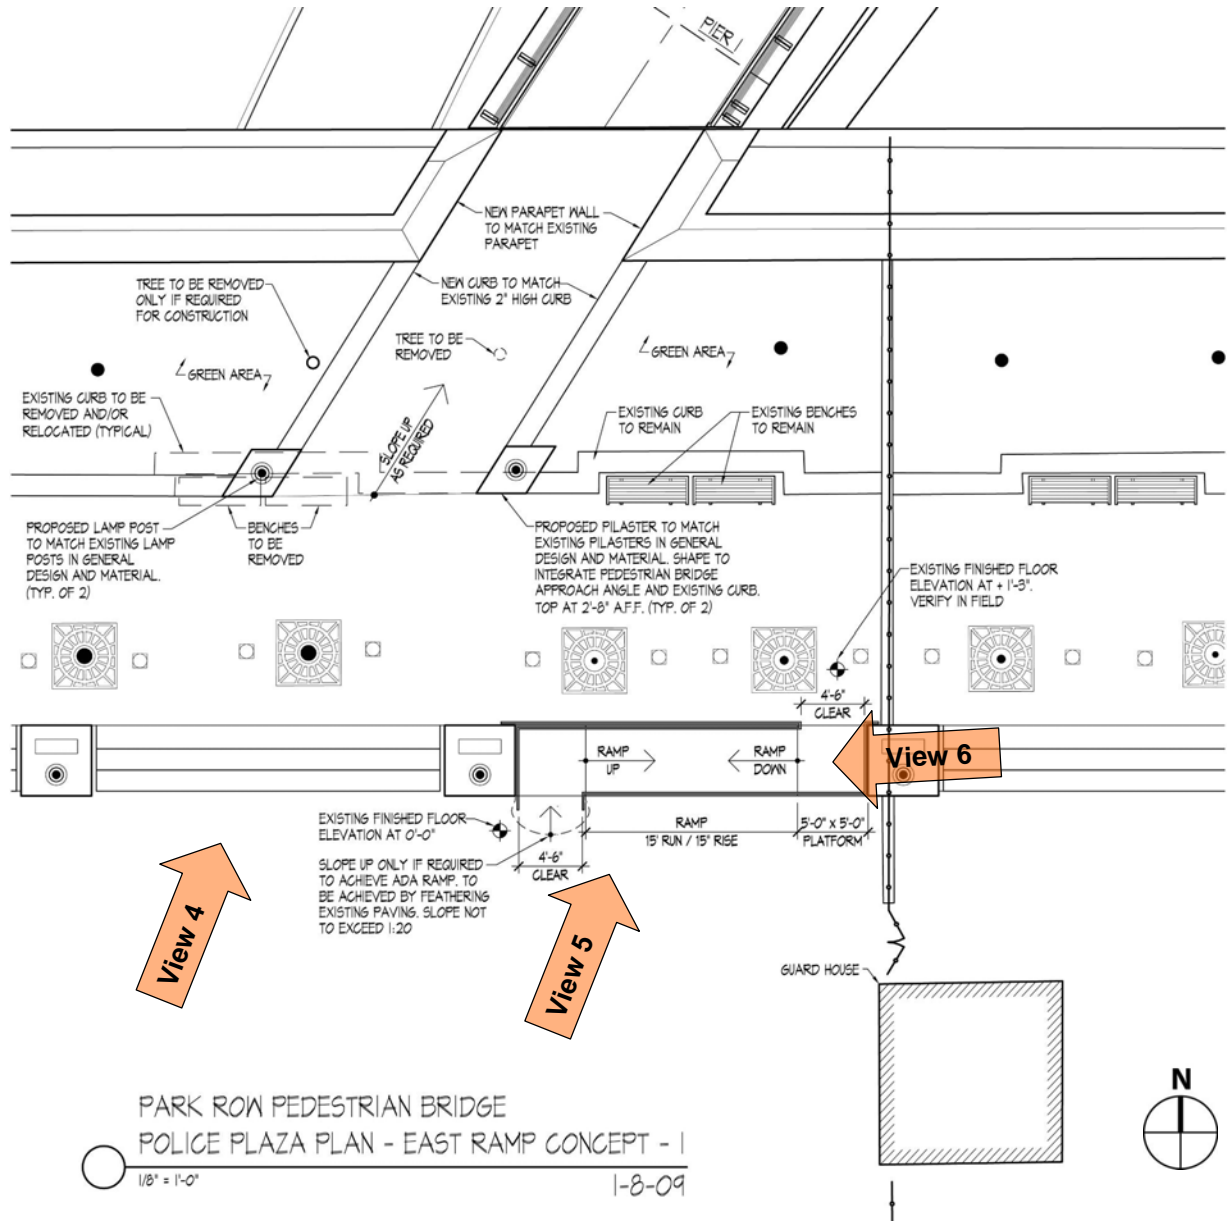 PIER 1
NEW PARAPET WALL
TO MATCH EXISTING
PARAPET
TREE TO BE REMOVED
ONLY IF REQUIRED
FOR CONSTRUCTION
NEW CURB TO MATCH
EXISTING 2" HIGH CURB
TREE TO BE
REMOVED
GREEN AREA
GREEN AREA
EXISTING CURB TO BE
REMOVED AND/OR
RELOCATED (TYPICAL)
SLOPE UP
AS REQUIRED
EXISTING CURB
TO REMAIN
EXISTING BENCHES
TO REMAIN
PROPOSED LAMP POST
TO MATCH EXISTING LAMP
POSTS IN GENERAL
DESIGN AND MATERIAL.
(TYP. OF 2)
BENCHES
TO BE
REMOVED
PROPOSED PILASTER TO MATCH
EXISTING PILASTERS IN GENERAL
DESIGN AND MATERIAL. SHAPE TO
INTEGRATE PEDESTRIAN BRIDGE
APPROACH ANGLE AND EXISTING CURB.
TOP AT 2'-8" A.F.F. (TYP. OF 2)
EXISTING FINISHED FLOOR
ELEVATION AT + 1'-3".
VERIFY IN FIELD
4'-6"
CLEAR
RAMP
UP
RAMP
DOWN
View 6
EXISTING FINISHED FLOOR
ELEVATION AT 0'-0"
RAMP
15' RUN / 15" RISE
5'-0" x 5'-0"
PLATFORM
SLOPE UP ONLY IF REQUIRED
TO ACHIEVE ADA RAMP. TO
BE ACHIEVED BY FEATHERING
EXISTING PAVING. SLOPE NOT
TO EXCEED 1:20
4'-6"
CLEAR
View 4
View 5
GUARD HOUSE
N
PARK ROW PEDESTRIAN BRIDGE
POLICE PLAZA PLAN - EAST RAMP CONCEPT - 1
1/8" = 1'-0"
1-8-09